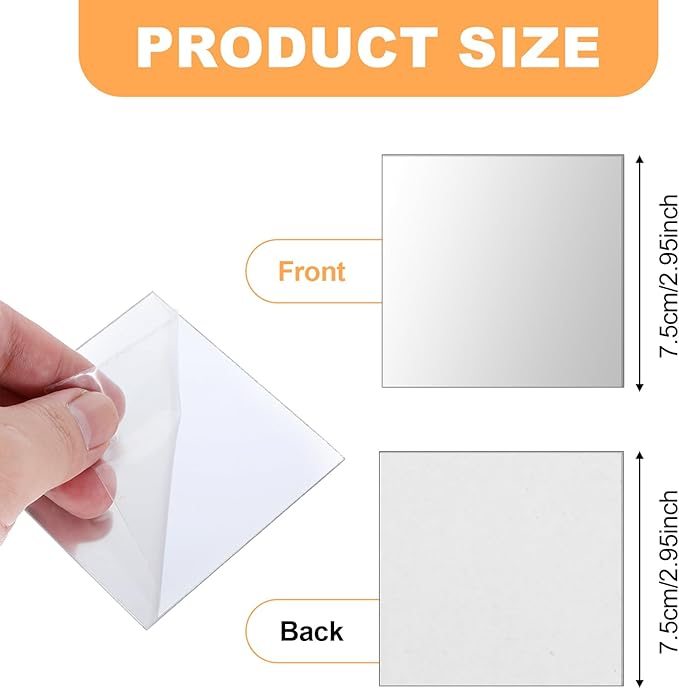 PRODUCT SIZE
Front
7.5cm/2.95inch
Back
7.5cm/2.95inch